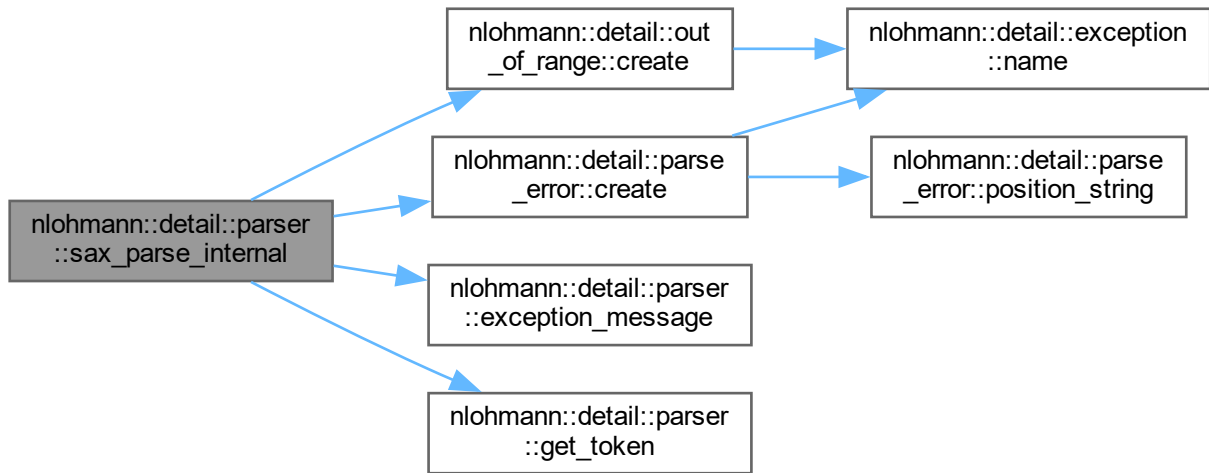 nlohmann::detail::out
_of_range::create
nlohmann::detail::exception
::name
nlohmann::detail::parse
_error::create
nlohmann::detail::parse
_error::position_string
nlohmann::detail::parser
::sax_parse_internal
nlohmann::detail::parser
::exception_message
nlohmann::detail::parser
::get_token